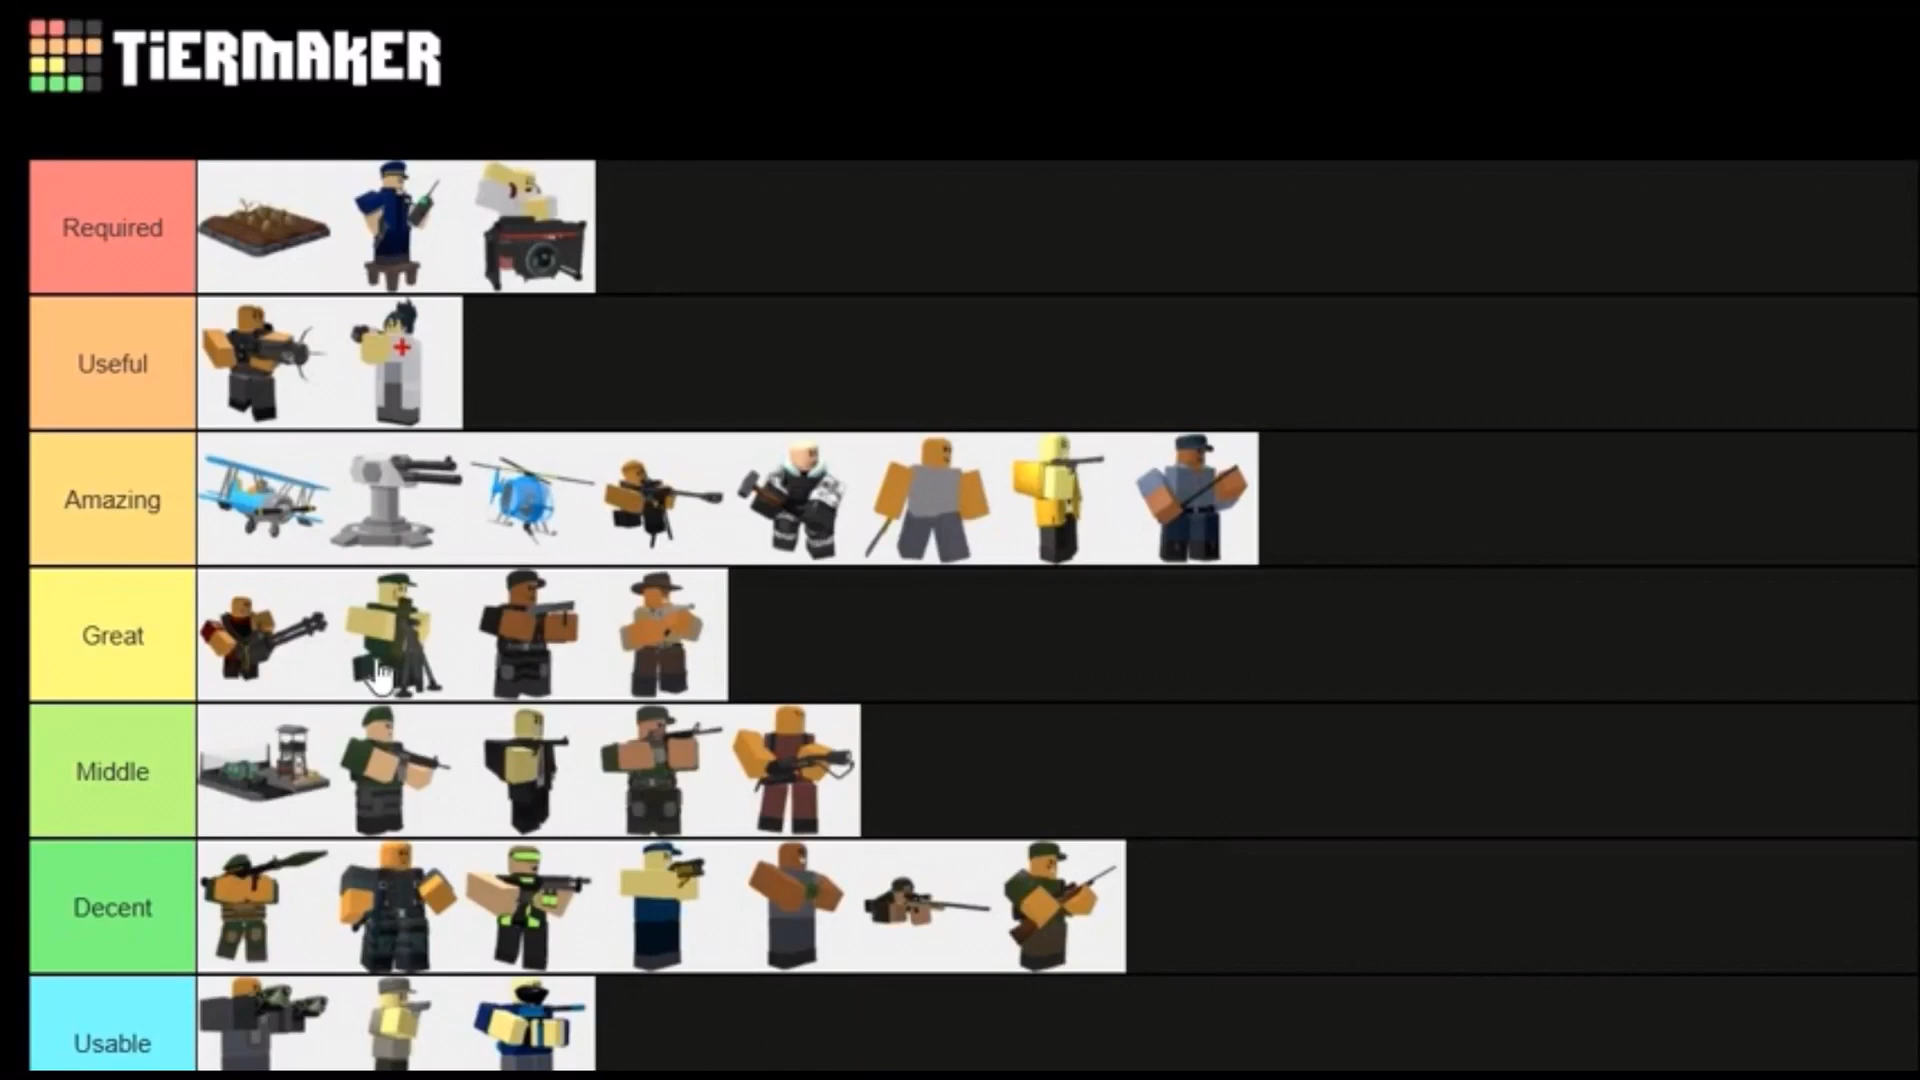 TiERMAKER
Required
Useful
Amazing
Great
Middle
Decent
Usable